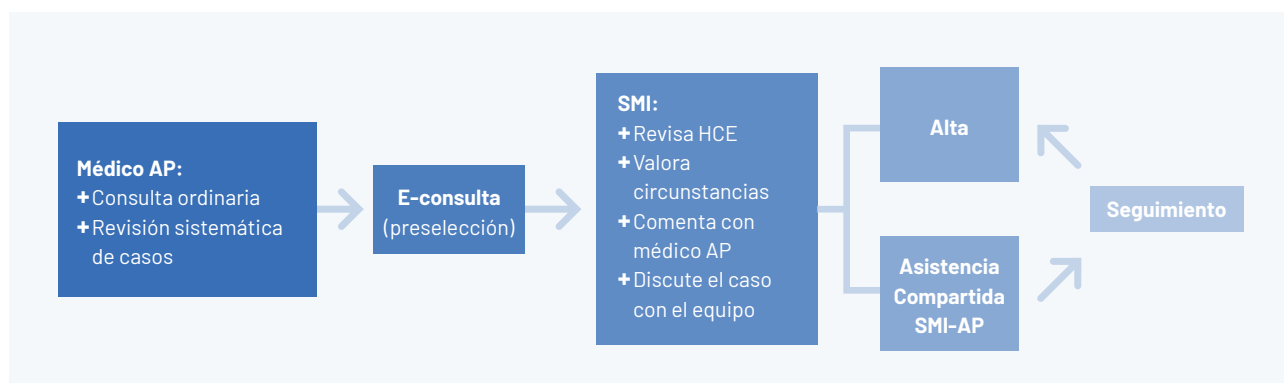 Médico AP:
+ Consulta ordinaria
+ Revisión sistemática
de casos
E-consulta
(preselección)
SMI:
+ Revisa HCE
+ Valora
circunstancias
+ Comenta con
médico AP
+ Discute el caso
con el equipo
Alta
Asistencia
Compartida
SMI-AP
Seguimiento